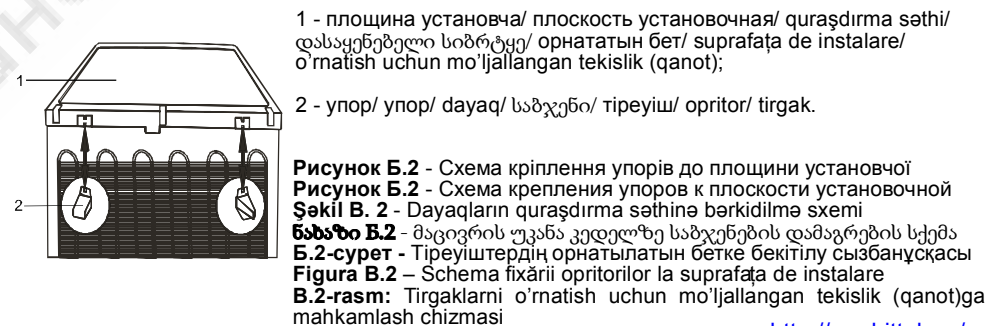 1 - площина установча/ плоскость установочная/ quraşdırma səthi/
დასაყენებელი სიბრტყე/ орнататын бет/ suprafața de instalare/
o’rnatish uchun mo’ljallangan tekislik (qanot);
2 - упор/ упор/ dayaq/ საბჯენი/ тіреуіш/ opritor/ tirgak.
1
2
Рисунок Б.2 - Схема кріплення упорів до площини установчої
Рисунок Б.2 - Схема крепления упоров к плоскости установочной
Şəkil B. 2 - Dayaqların quraşdırma səthinə bərkidilmə sxemi
ნახაზი Б.2 - მაცივრის უკანა კედელზე საბჯენების დამაგრების სქემა
Б.2-сурет - Тіреуіштердің орнатылатын бетке бекітілу сызбанұсқасы
Figura B.2 – Schema fixării opritorilor la suprafața de instalare
B.2-rasm: Tirgaklarni o’rnatish uchun mo’ljallangan tekislik (qanot)ga
mahkamlash chizmasi